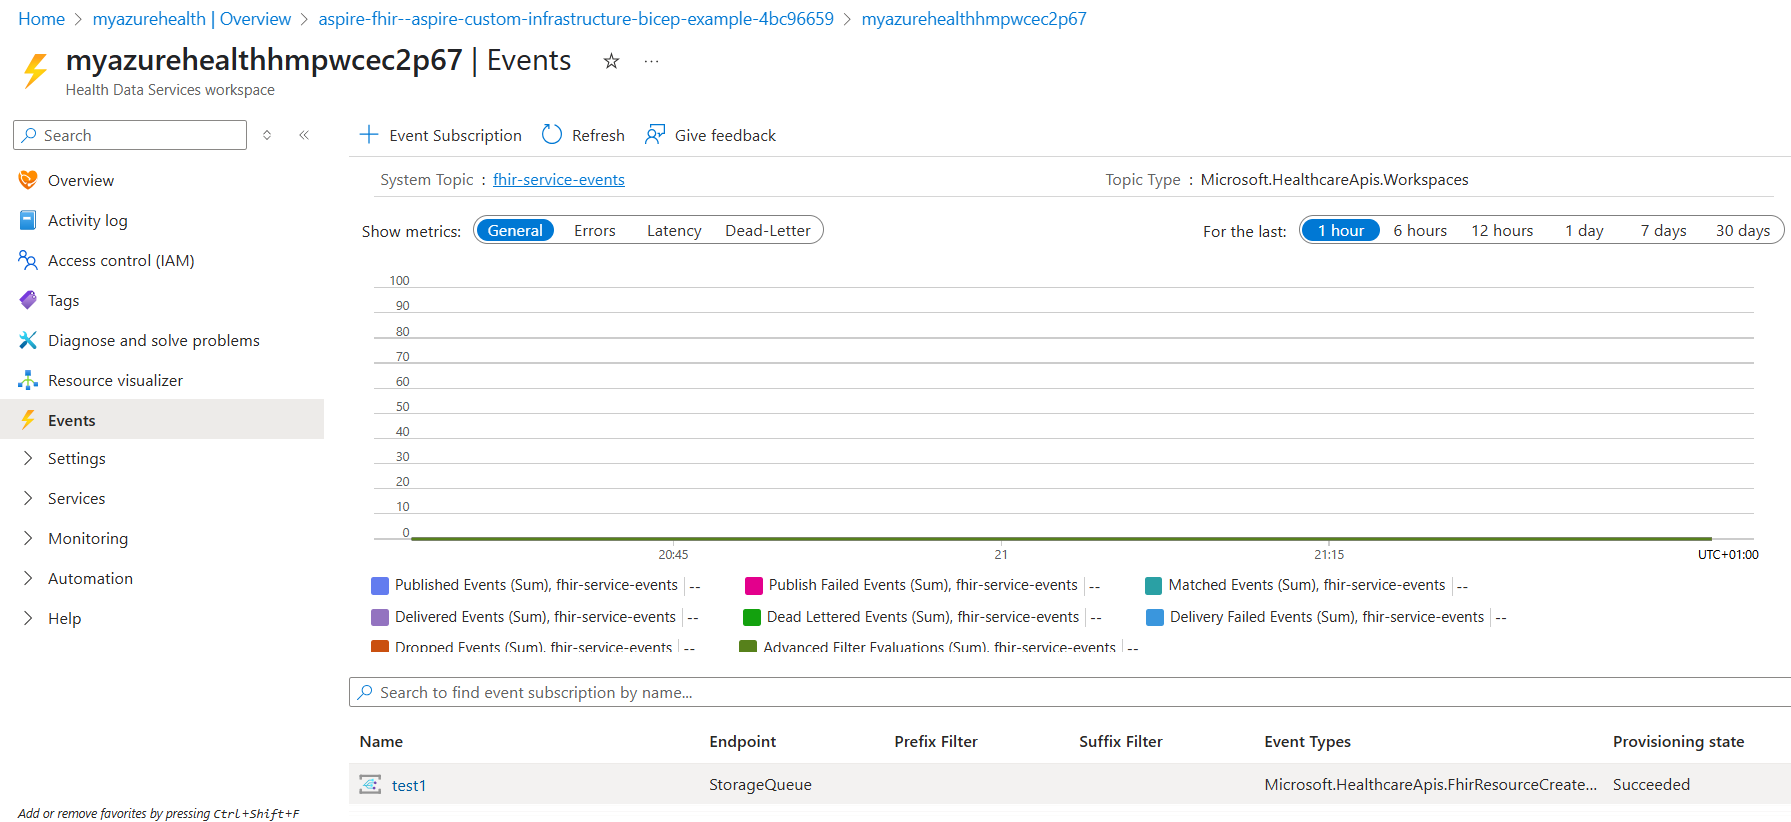 Home > myazurehealth | Overview > aspire-fhir--aspire-custom-infrastructure-bicep-example-4bc96659 > myazurehealthhmpwcec2p67
myazurehealthhmpwcec2p67 | Events
Health Data Services workspace
Search
Overview
Activity log
Access control (IAM)
Tags
Diagnose and solve problems
Resource visualizer
Events
Settings
Services
Monitoring
Automation
Help
Add or remove favorites by pressing Ctrl+Shift+F
Event Subscription Refresh Give feedback
System Topic : fhir-service-events Topic Type : Microsoft.HealthcareApis.Workspaces
Show metrics: General Errors Latency Dead-Letter For the last: 1 hour 6 hours 12 hours 1 day 7 days 30 days
100
90
80
70
60
50
40
30
20
10
0
20:45 21 21:15 UTC+01:00
Published Events (Sum), fhir-service-events | -- Publish Failed Events (Sum), fhir-service-events | -- Matched Events (Sum), fhir-service-events | --
Delivered Events (Sum), fhir-service-events | -- Dead Lettered Events (Sum), fhir-service-events | -- Delivery Failed Events (Sum), fhir-service-events | --
Dropped Events (Sum), fhir-service-events | -- Advanced Filter Evaluations (Sum), fhir-service-events | --
Search to find event subscription by name...
Name Endpoint Prefix Filter Suffix Filter Event Types Provisioning state
test1 StorageQueue Microsoft.HealthcareApis.FhirResourceCreate... Succeeded